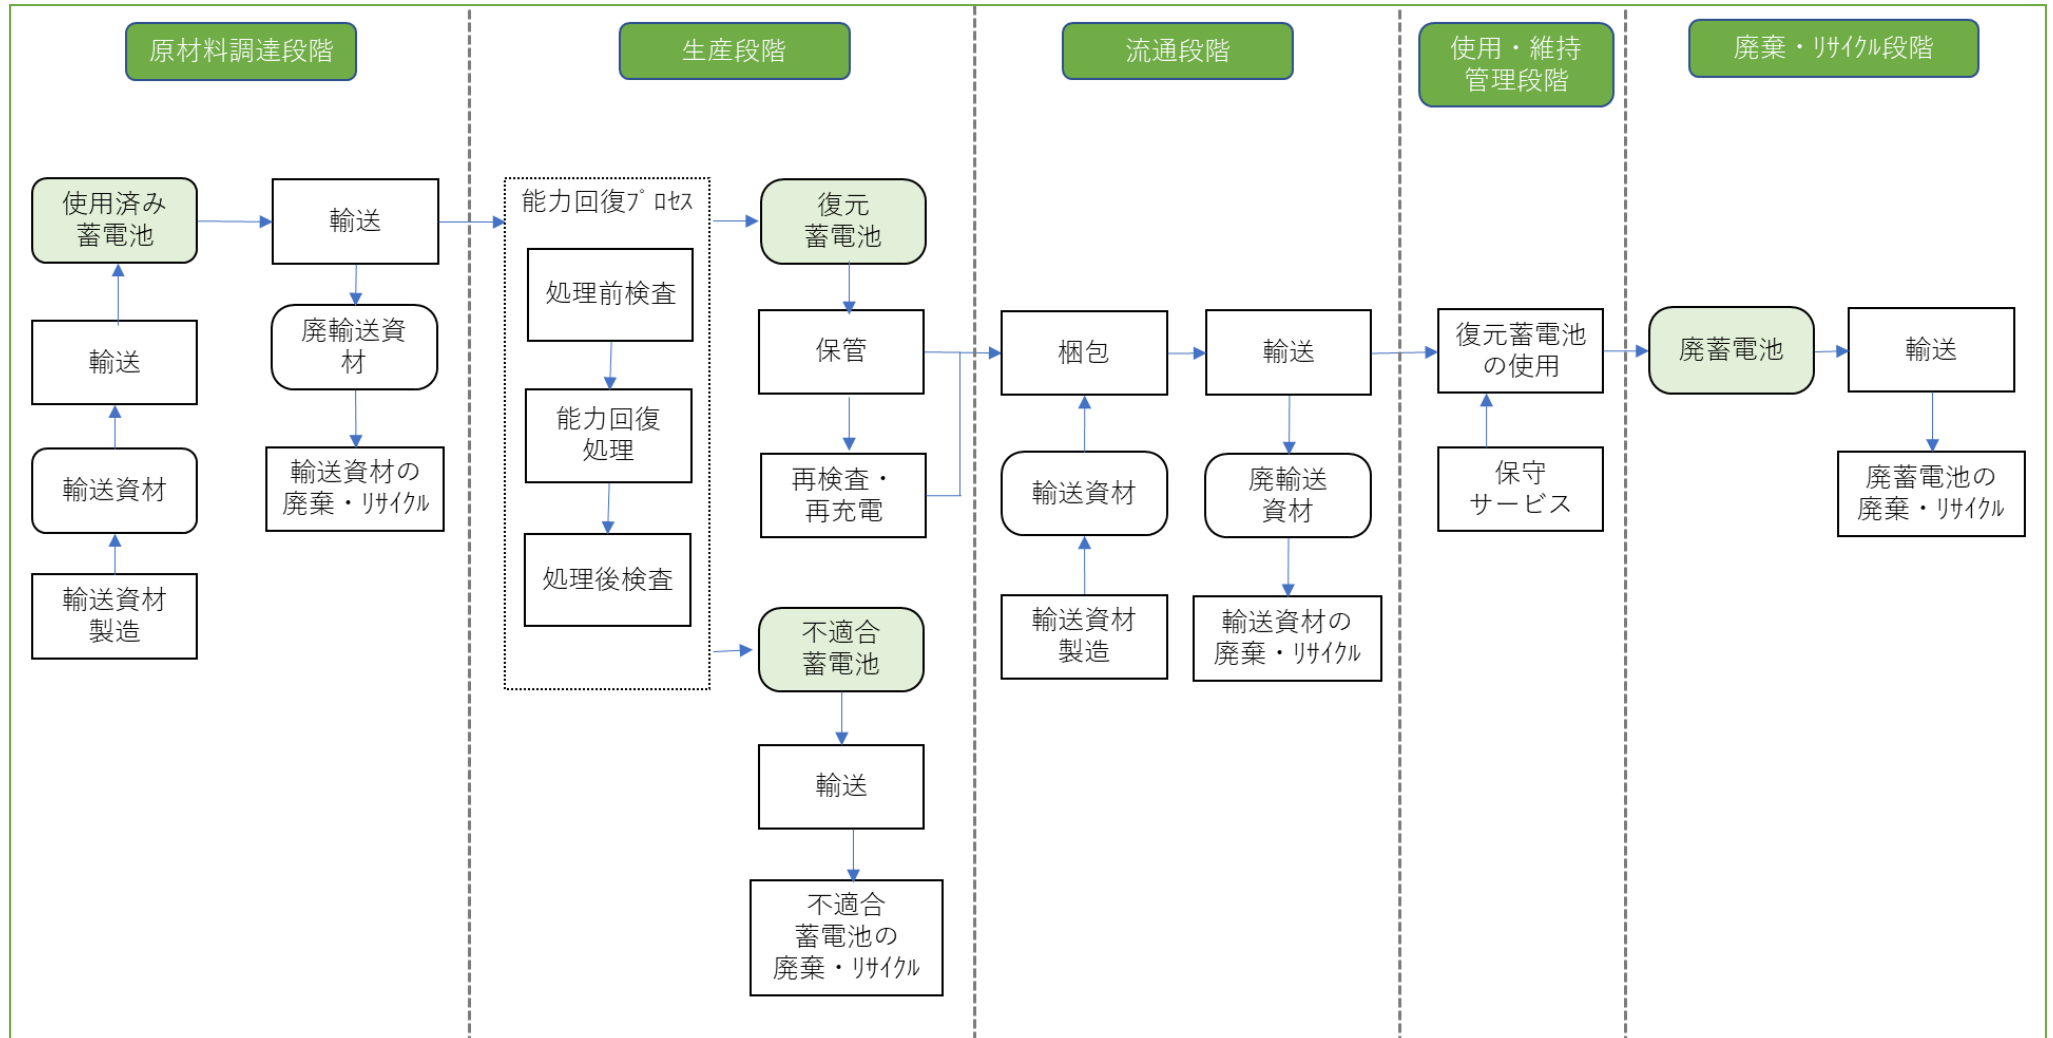 原材料調達段階
使用済み
蓄電池
輸送
輸送
廃輸送資
材
輸送資材
輸送資材の
廃棄・ﾘｻｲｸﾙ
輸送資材
製造
生産段階
能力回復ﾌﾟﾛｾｽ
処理前検査
能力回復
処理
処理後検査
復元
蓄電池
保管
再検査・
再充電
不適合
蓄電池
輸送
不適合
蓄電池の
廃棄・ﾘｻｲｸﾙ
流通段階
梱包
輸送
輸送資材
廃輸送
資材
輸送資材
製造
輸送資材の
廃棄・ﾘｻｲｸﾙ
使用・維持
管理段階
復元蓄電池
の使用
保守
サービス
廃棄・ﾘｻｲｸﾙ段階
廃蓄電池
輸送
廃蓄電池の
廃棄・ﾘｻｲｸﾙ